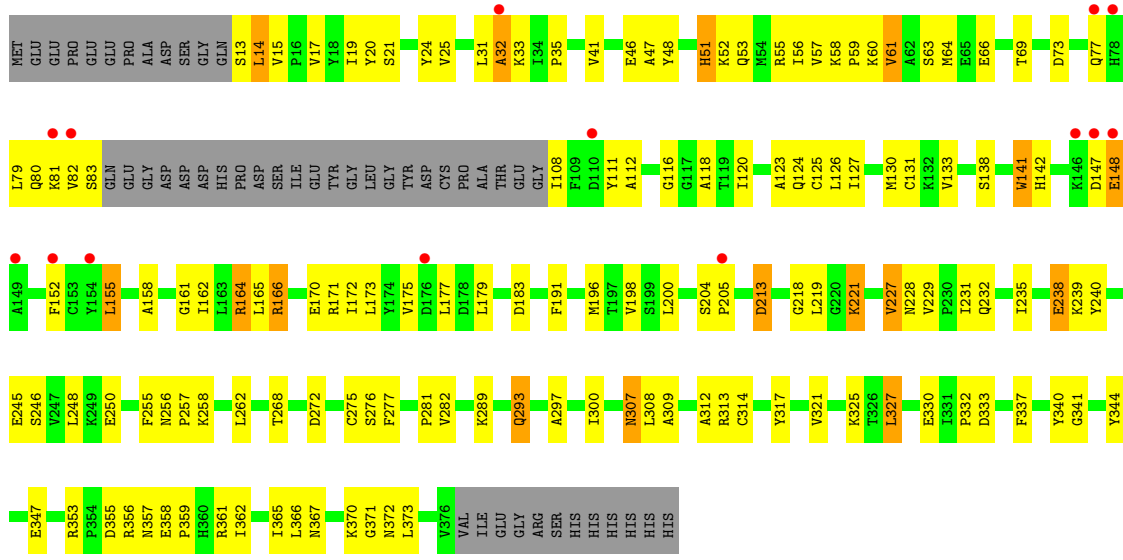 MET GLU GLU PRO GLU GLU PRO ALA ASP SER GLY GLN S13 L14 V15 P16 V17 Y18 I19 Y20 S21 Y24 V25 L31 A32 K33 I34 P35 V41 E46 A47 Y48 H51 K52 Q53 M54 R55 I56 V57 K58 P59 K60 V61 A62 S63 M64 E65 E66 T69 D73 Q77 H78
L79 Q80 K81 V82 S83 GLN GLU GLY ASP ASP ASP HIS PRO ASP SER ILE GLU TYR GLY LEU GLY TYR ASP CYS PRO ALA THR GLU GLY I108 F109 D110 Y111 A112 G116 G117 A118 T119 I120 A123 Q124 C125 L126 I127 M130 C131 K132 V133 S138 W141 H142 K146 D147 E148
A149 F152 C153 Y154 L155 A158 G161 I162 L163 R164 L165 R166 E170 R171 I172 L173 Y174 V175 D176 L177 D178 L179 D183 F191 M196 T197 V198 S199 L200 S204 P205 D213 G218 L219 G220 K221 V227 N228 V229 P230 I231 Q232 I235 E238 K239 Y240
E245 S246 V247 L248 K249 E250 F255 N256 P257 K258 L262 T268 D272 C275 S276 F277 P281 V282 K289 Q293 A297 I300 N307 L308 A309 A312 R313 C314 Y317 V321 K325 T326 L327 E330 I331 P332 D333 F337 Y340 G341 Y344
E347 R353 P354 D355 R356 N357 E358 P359 H360 R361 I362 I365 L366 N367 K370 G371 N372 L373 V376 VAL ILE GLU GLY ARG SER HIS HIS HIS HIS HIS HIS